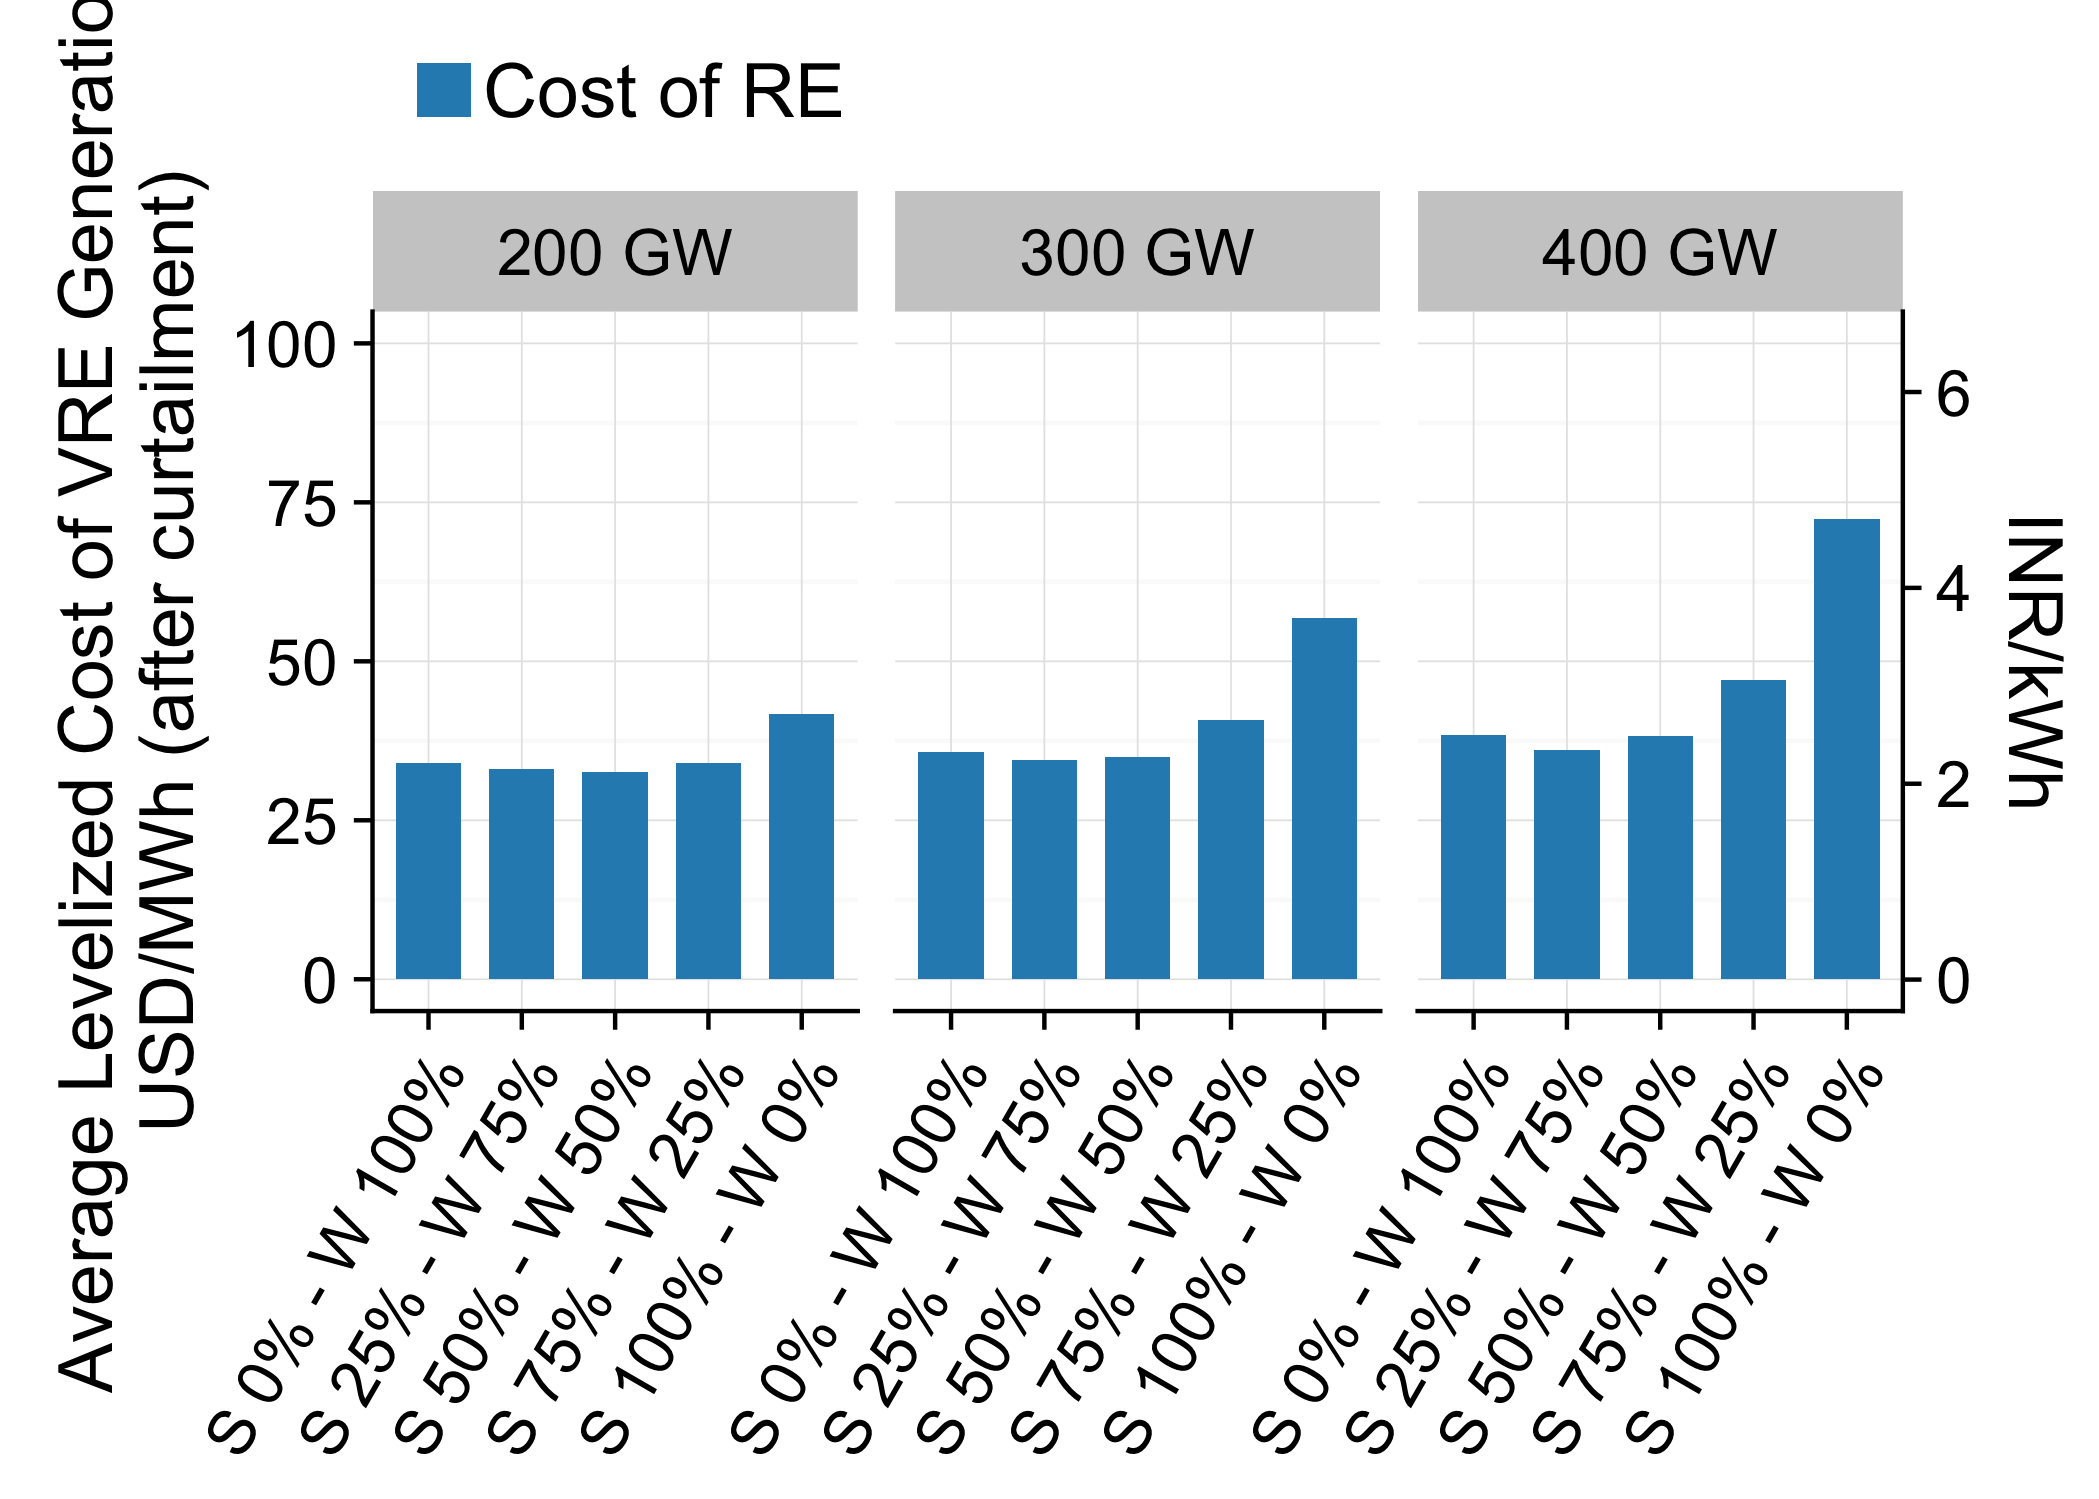 Cost of RE
200 GW
300 GW
400 GW
Average Levelized Cost of VRE Generatio
USD/MWh (after curtailment)
100
75
50
25
0
6
4
2
0
INR/kWh
S 0% - W 100%
S 25% - W 75%
S 50% - W 50%
S 75% - W 25%
S 100% - W 0%
S 0% - W 100%
S 25% - W 75%
S 50% - W 50%
S 75% - W 25%
S 100% - W 0%
S 0% - W 100%
S 25% - W 75%
S 50% - W 50%
S 75% - W 25%
S 100% - W 0%